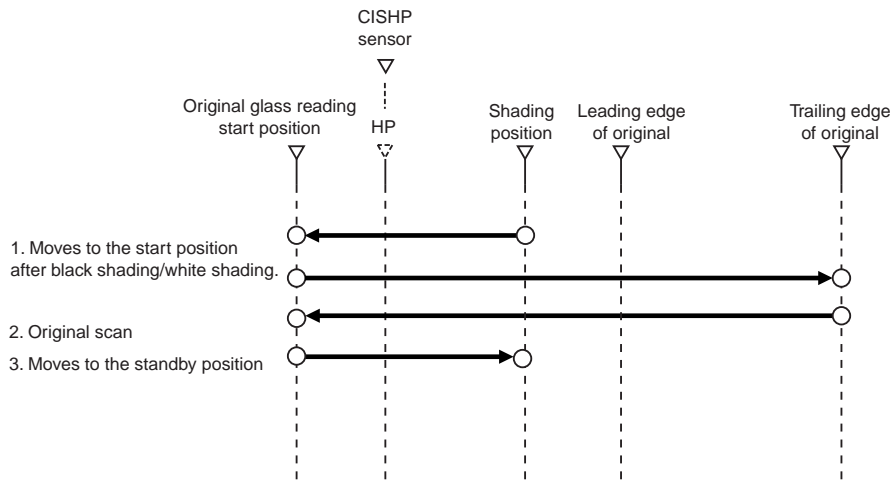 CISHP
sensor
Original glass reading
start position
HP
Shading
position
Leading edge
of original
Trailing edge
of original
1. Moves to the start position
after black shading/white shading.
2. Original scan
3. Moves to the standby position